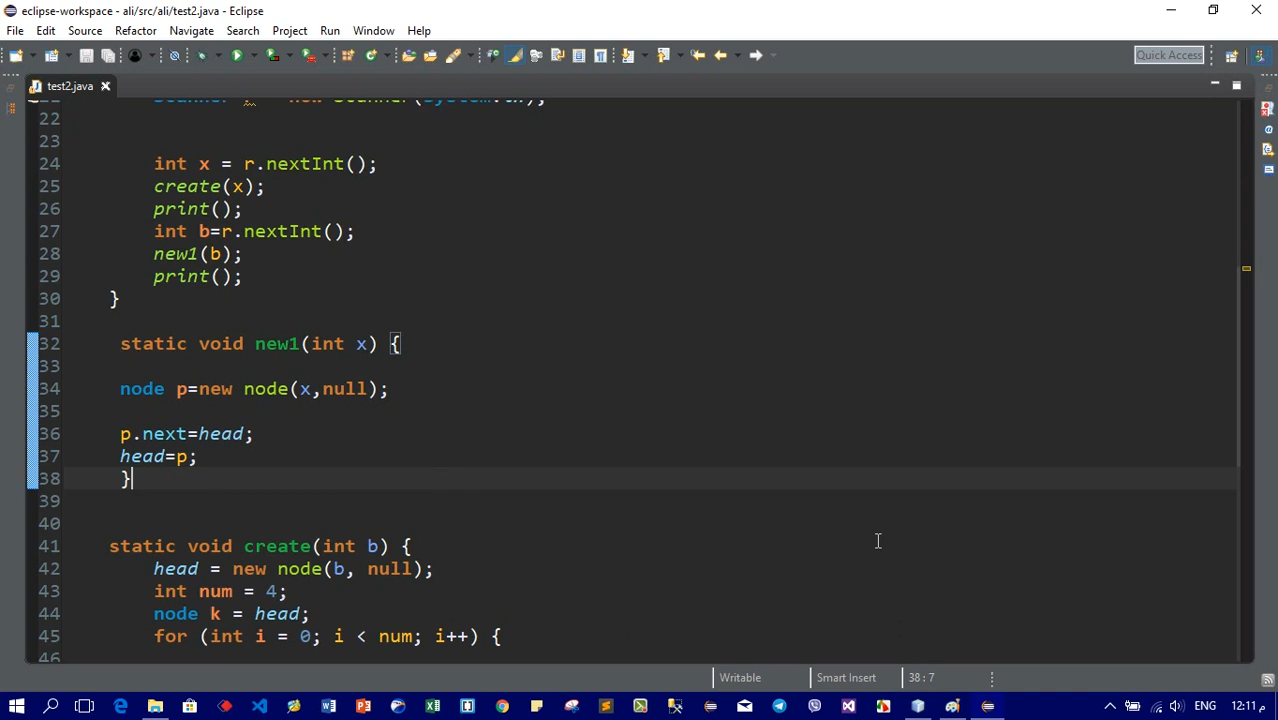 eclipse-workspace - ali/src/ali/test2.java - Eclipse
File Edit Source Refactor Navigate Search Project Run Window Help
Quick Access
test2.java
22
23
24 int x = r.nextInt();
25 create(x);
26 print();
27 int b=r.nextInt();
28 new1(b);
29 print();
30 }
31
32 static void new1(int x) {
33
34 node p=new node(x,null);
35
36 p.next=head;
37 head=p;
38 }
39
40
41 static void create(int b) {
42 head = new node(b, null);
43 int num = 4;
44 node k = head;
45 for (int i = 0; i < num; i++) {
46
Writable Smart Insert 38 : 7
ENG 12:11 م